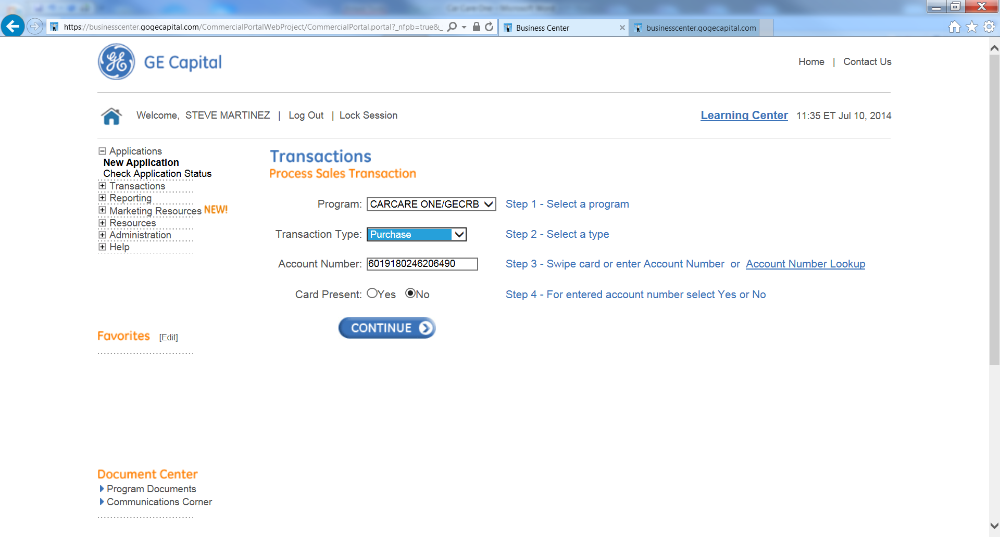 Car Care One - Microsoft Word
https://businesscenter.gogecapital.com/CommercialPortalWebProject/CommercialPortal.portal?_nfpb=true&_
Business Center
businesscenter.gogecapital.com
GE Capital
Home | Contact Us
Welcome, STEVE MARTINEZ | Log Out | Lock Session
Learning Center 11:35 ET Jul 10, 2014
Applications
New Application
Check Application Status
Transactions
Reporting
Marketing Resources NEW!
Resources
Administration
Help
Favorites [Edit]
Document Center
Program Documents
Communications Corner
Transactions
Process Sales Transaction
Program: CARCARE ONE/GECRB Step 1 - Select a program
Transaction Type: Purchase Step 2 - Select a type
Account Number: 6019180246206490 Step 3 - Swipe card or enter Account Number or Account Number Lookup
Card Present: Yes No Step 4 - For entered account number select Yes or No
CONTINUE